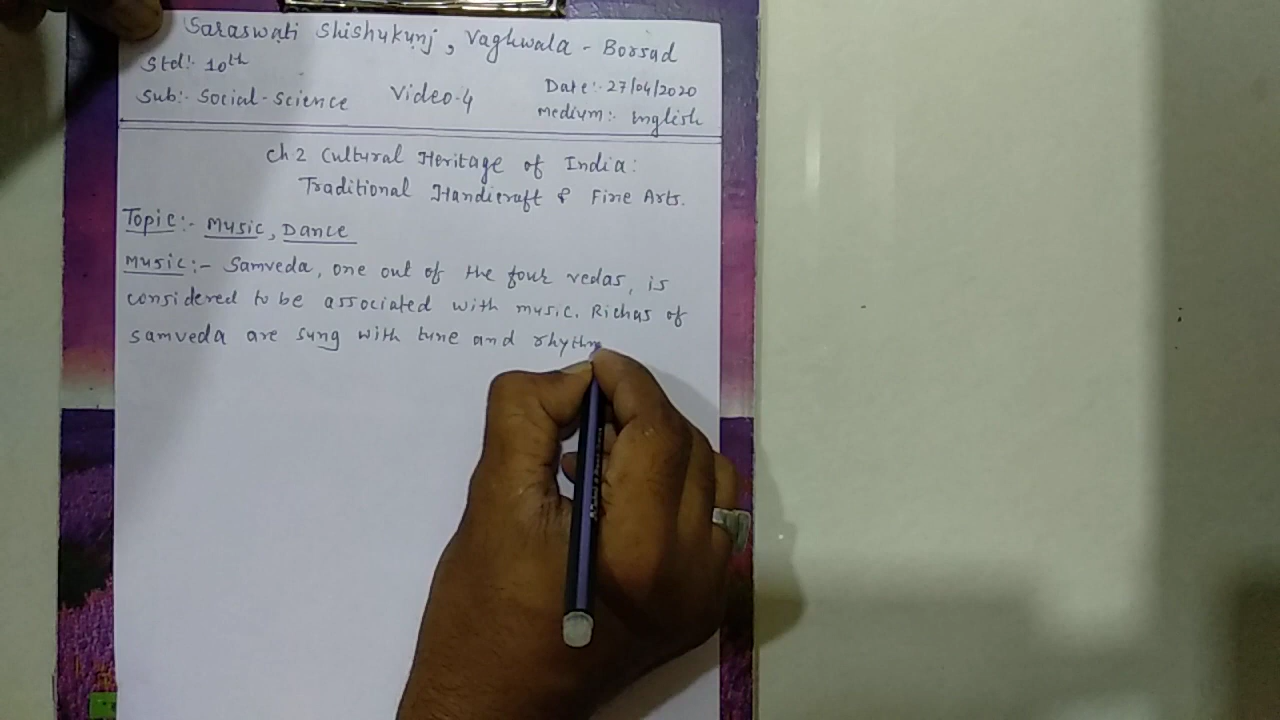 Saraswati Shishukunj, Vaghwala - Borsad
Std:- 10th
Date:- 27/04/2020
Sub:- Social-Science Video-4
Medium:- English
Ch 2 Cultural Heritage of India:
Traditional Handicraft & Fine Arts.
Topic:- Music, Dance
Music:- Samveda, one out of the four vedas, is
considered to be associated with music. Richas of
samveda are sung with tune and rhythm